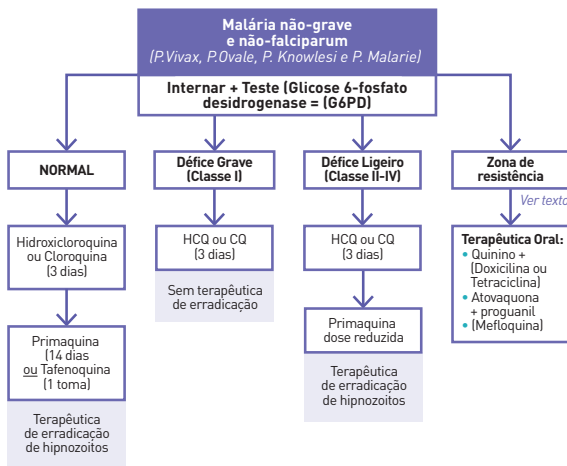 Malária não-grave
e não-falciparum
(P.Vivax, P.Ovale, P. Knowlesi e P. Malarie)
Internar + Teste (Glicose 6-fosfato
desidrogenase = (G6PD)
NORMAL
Hidroxicloroquina
ou Cloroquina
(3 dias)
Primaquina
(14 dias
ou Tafenoquina
(1 toma)
Terapêutica
de erradicação
de hipnozoitos
Défice Grave
(Classe I)
HCQ ou CQ
(3 dias)
Sem terapêutica
de erradicação
Défice Ligeiro
(Classe II-IV)
HCQ ou CQ
(3 dias)
Primaquina
dose reduzida
Terapêutica
de erradicação
de hipnozoitos
Zona de
resistência
Ver texto
Terapêutica Oral:
• Quinino +
(Doxicilina ou
Tetraciclina)
• Atovaquona
+ proguanil
• (Mefloquina)